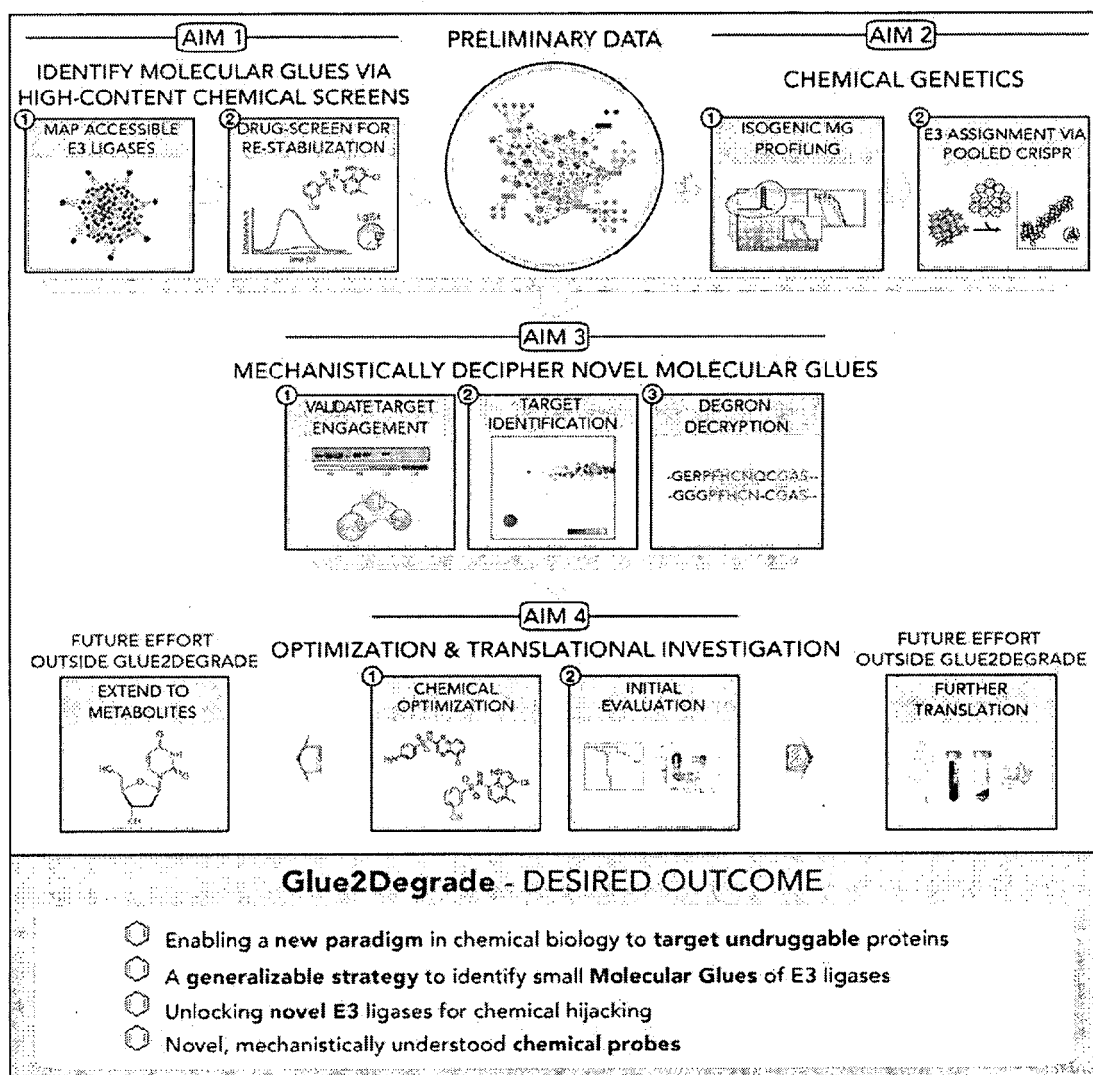 AIM 1
IDENTIFY MOLECULAR GLUES VIA
HIGH-CONTENT CHEMICAL SCREENS
1
MAP ACCESSIBLE
E3 LIGASES
2
DRUG-SCREEN FOR
RE-STABILIZATION
PRELIMINARY DATA
AIM 2
CHEMICAL GENETICS
1
ISOGENIC MG
PROFILING
2
E3 ASSIGNMENT VIA
POOLED CRISPR
AIM 3
MECHANISTICALLY DECIPHER NOVEL MOLECULAR GLUES
1
VALIDATE TARGET
ENGAGEMENT
2
TARGET
IDENTIFICATION
3
DEGRON
DECRYPTION
-GERPFHCNQCGAS--
-GGGPFHCN-CGAS--
AIM 4
OPTIMIZATION & TRANSLATIONAL INVESTIGATION
FUTURE EFFORT
OUTSIDE GLUE2DEGRADE
EXTEND TO
METABOLITES
1
CHEMICAL
OPTIMIZATION
2
INITIAL
EVALUATION
FUTURE EFFORT
OUTSIDE GLUE2DEGRADE
FURTHER
TRANSLATION
Glue2Degrade - DESIRED OUTCOME
Enabling a new paradigm in chemical biology to target undruggable proteins
A generalizable strategy to identify small Molecular Glues of E3 ligases
Unlocking novel E3 ligases for chemical hijacking
Novel, mechanistically understood chemical probes